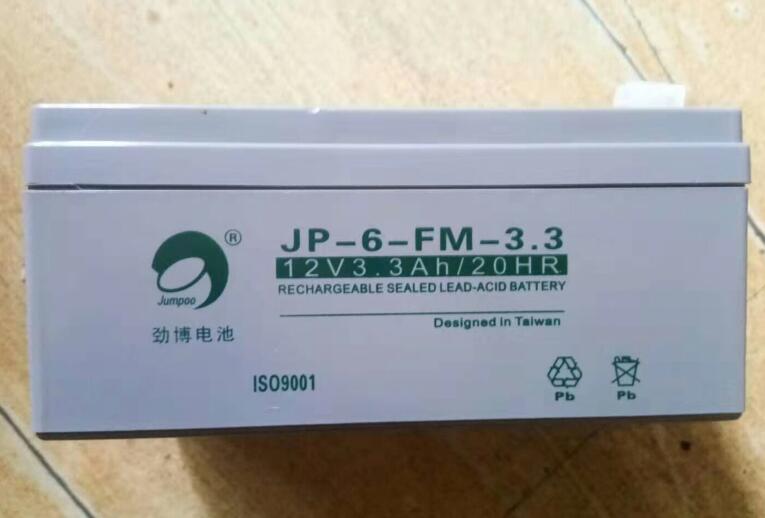 ®
Jumpoo
劲博电池
JP-6-FM-3.3
12V3.3Ah/20HR
RECHARGEABLE SEALED LEAD-ACID BATTERY
Designed in Taiwan
ISO9001
Pb
Pb